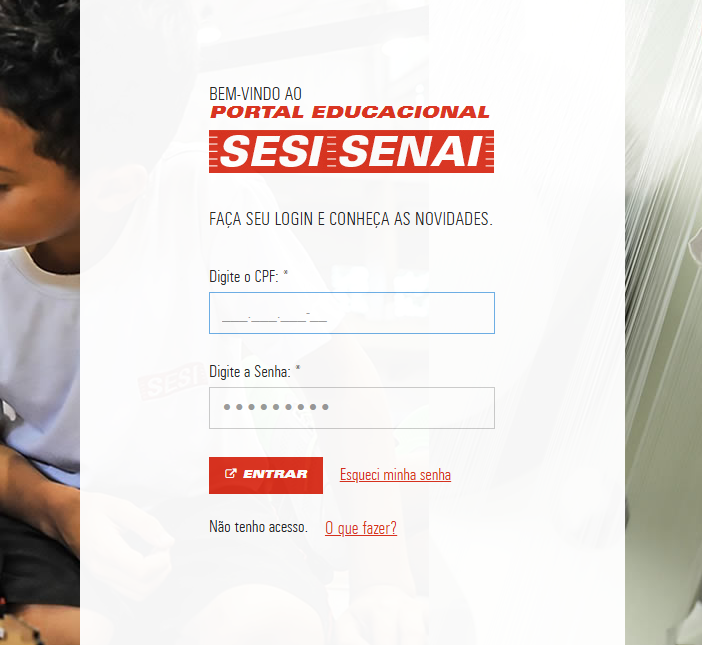 BEM-VINDO AO
PORTAL EDUCACIONAL
SESI SENAI
FAÇA SEU LOGIN E CONHEÇA AS NOVIDADES.
Digite o CPF: *
___.___.___-__
Digite a Senha: *
•••••••••
ENTRAR Esqueci minha senha
Não tenho acesso. O que fazer?
SESI